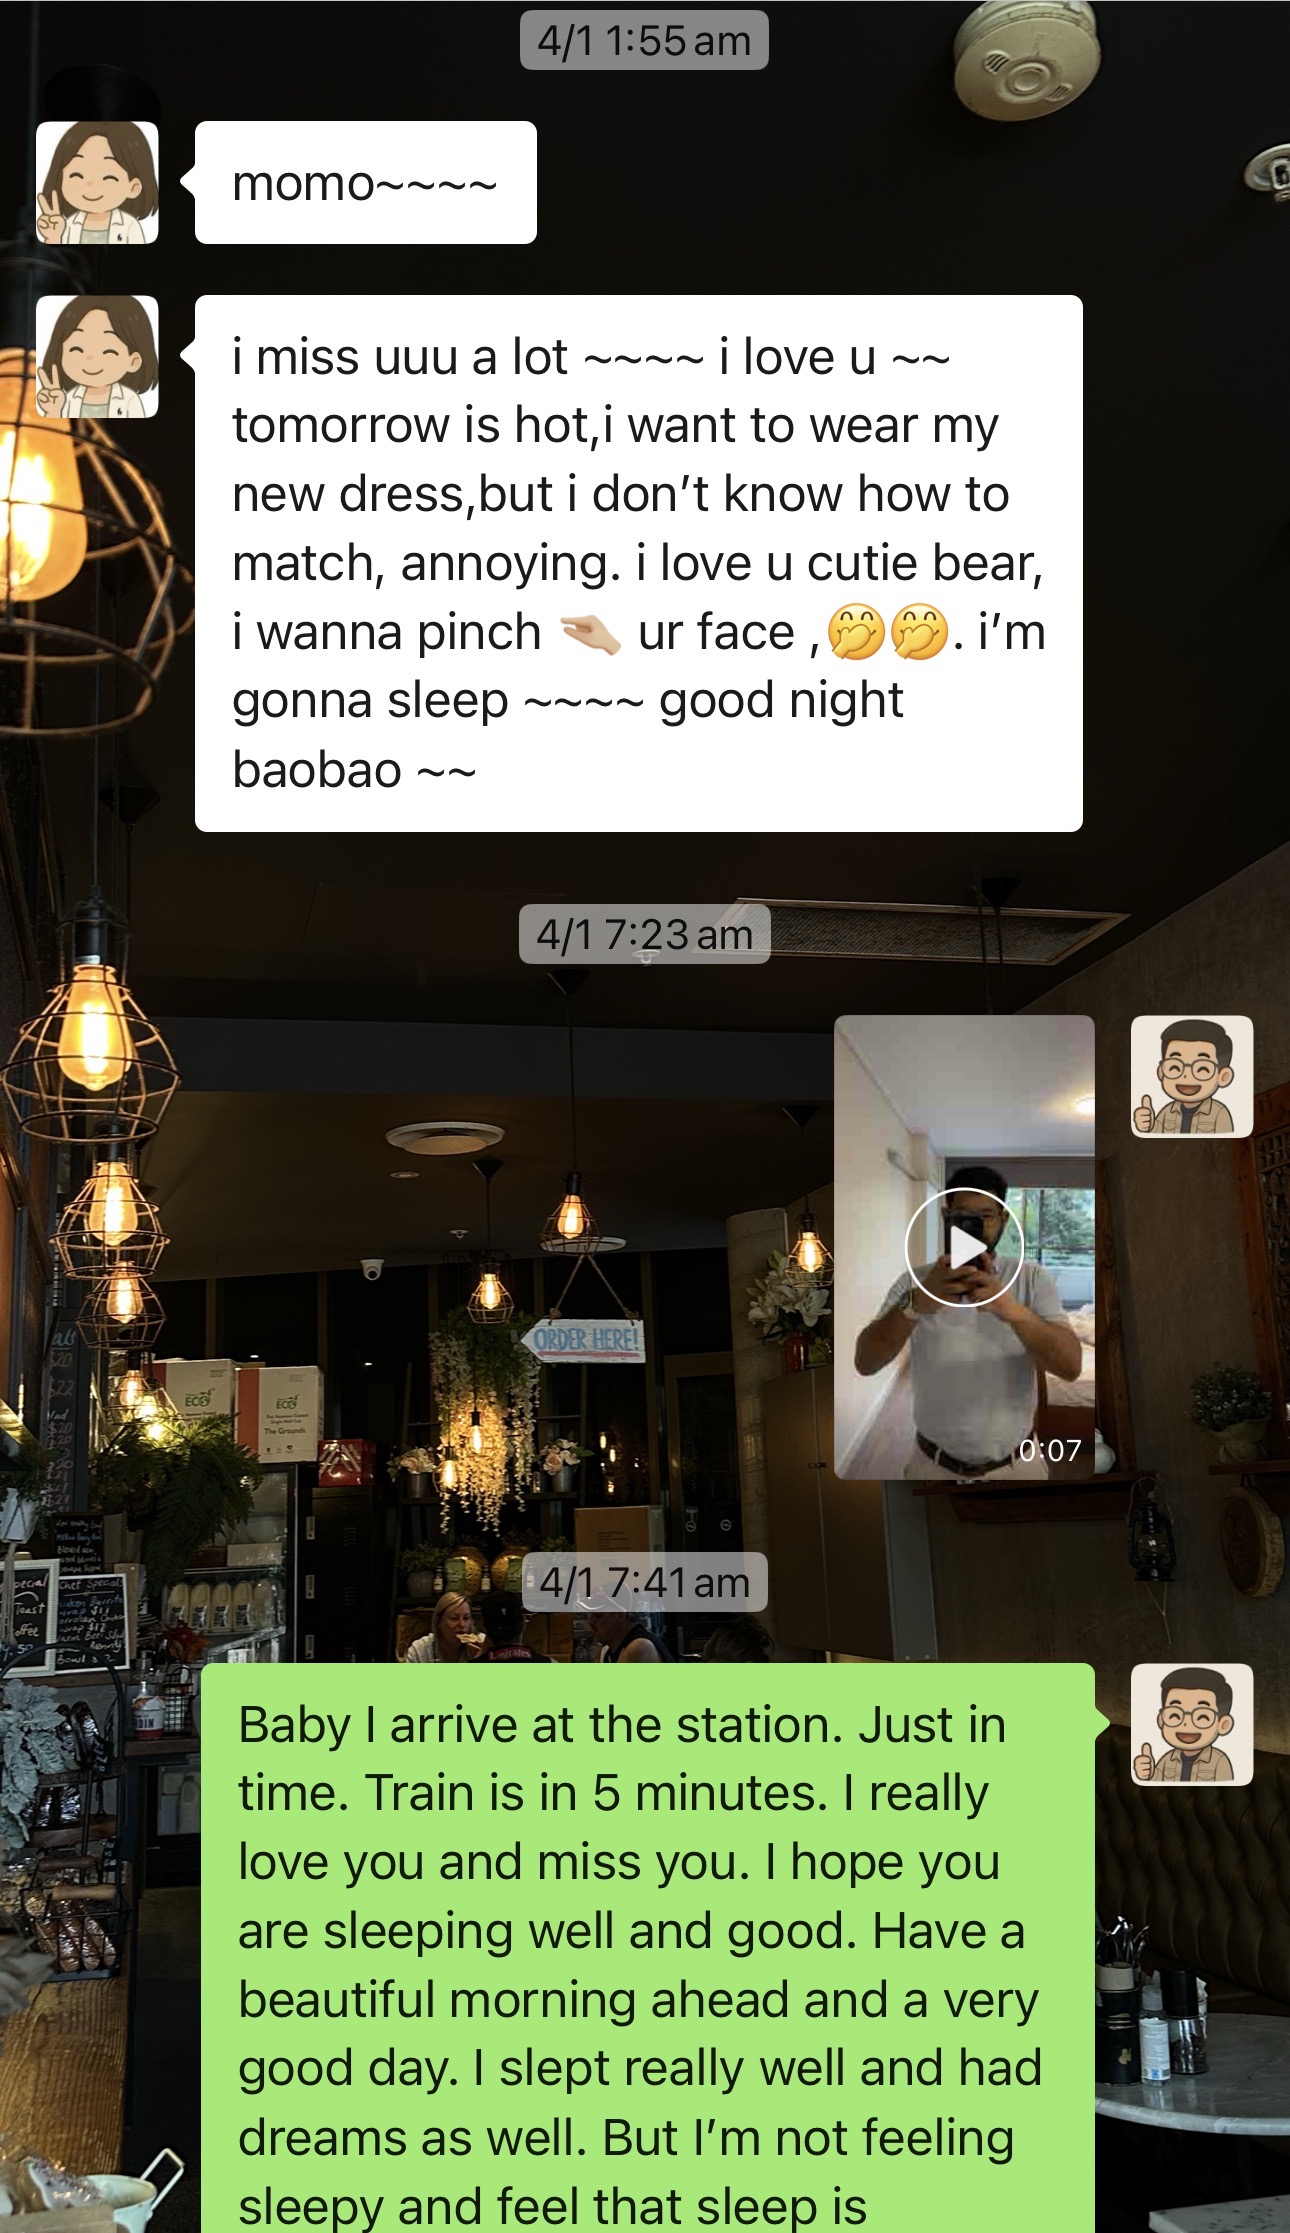 4/1 1:55 am
momo~~~~
i miss uuu a lot ~~~~ i love u ~~
tomorrow is hot,i want to wear my
new dress,but i don’t know how to
match, annoying. i love u cutie bear,
i wanna pinch 🤏🏻 ur face ,🤭🤭. i’m
gonna sleep ~~~~ good night
baobao ~~
4/1 7:23 am
ORDER HERE!
ECO
ECO
The Grounds
0:07
4/1 7:41 am
Baby I arrive at the station. Just in
time. Train is in 5 minutes. I really
love you and miss you. I hope you
are sleeping well and good. Have a
beautiful morning ahead and a very
good day. I slept really well and had
dreams as well. But I’m not feeling
sleepy and feel that sleep is